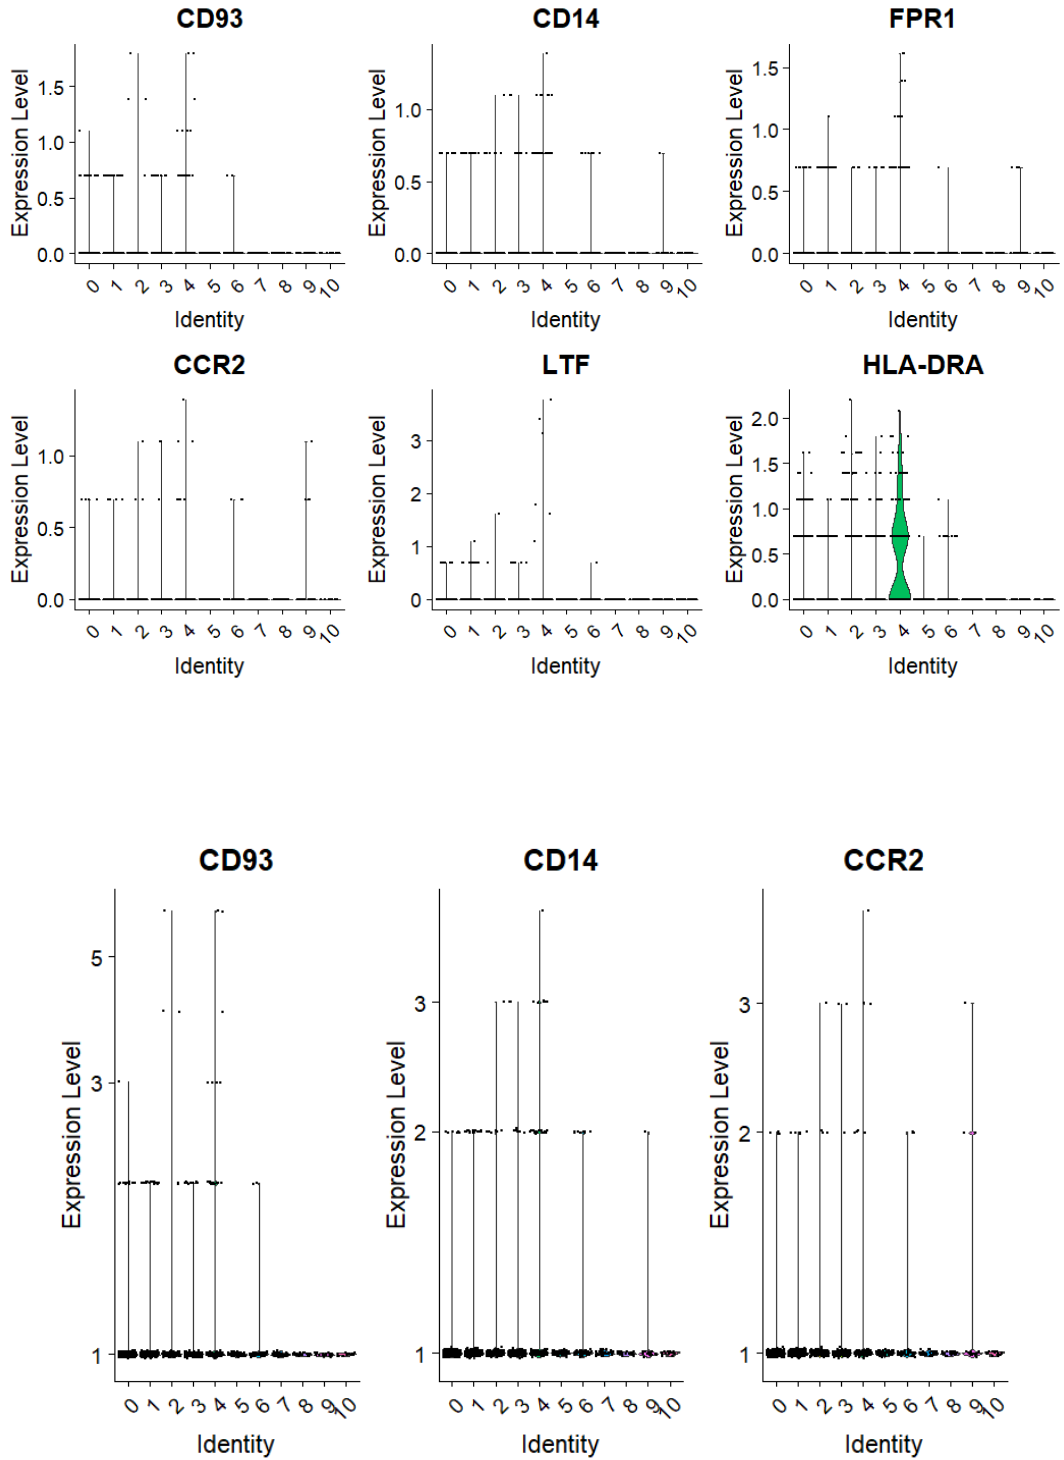 CD93 CD14 FPR1
Expression Level Expression Level Expression Level
1.5 1.0 0.5 0.0
1.0 0.5 0.0
1.5 1.0 0.5 0.0
0 1 2 3 4 5 6 7 8 9 10 0 1 2 3 4 5 6 7 8 9 10 0 1 2 3 4 5 6 7 8 9 10
Identity Identity Identity
CCR2 LTF HLA-DRA
Expression Level Expression Level Expression Level
1.0 0.5 0.0
3 2 1 0
2.0 1.5 1.0 0.5 0.0
0 1 2 3 4 5 6 7 8 9 10 0 1 2 3 4 5 6 7 8 9 10 0 1 2 3 4 5 6 7 8 9 10
Identity Identity Identity
CD93 CD14 CCR2
Expression Level Expression Level Expression Level
5 3 1
3 2 1
3 2 1
0 1 2 3 4 5 6 7 8 9 10 0 1 2 3 4 5 6 7 8 9 10 0 1 2 3 4 5 6 7 8 9 10
Identity Identity Identity